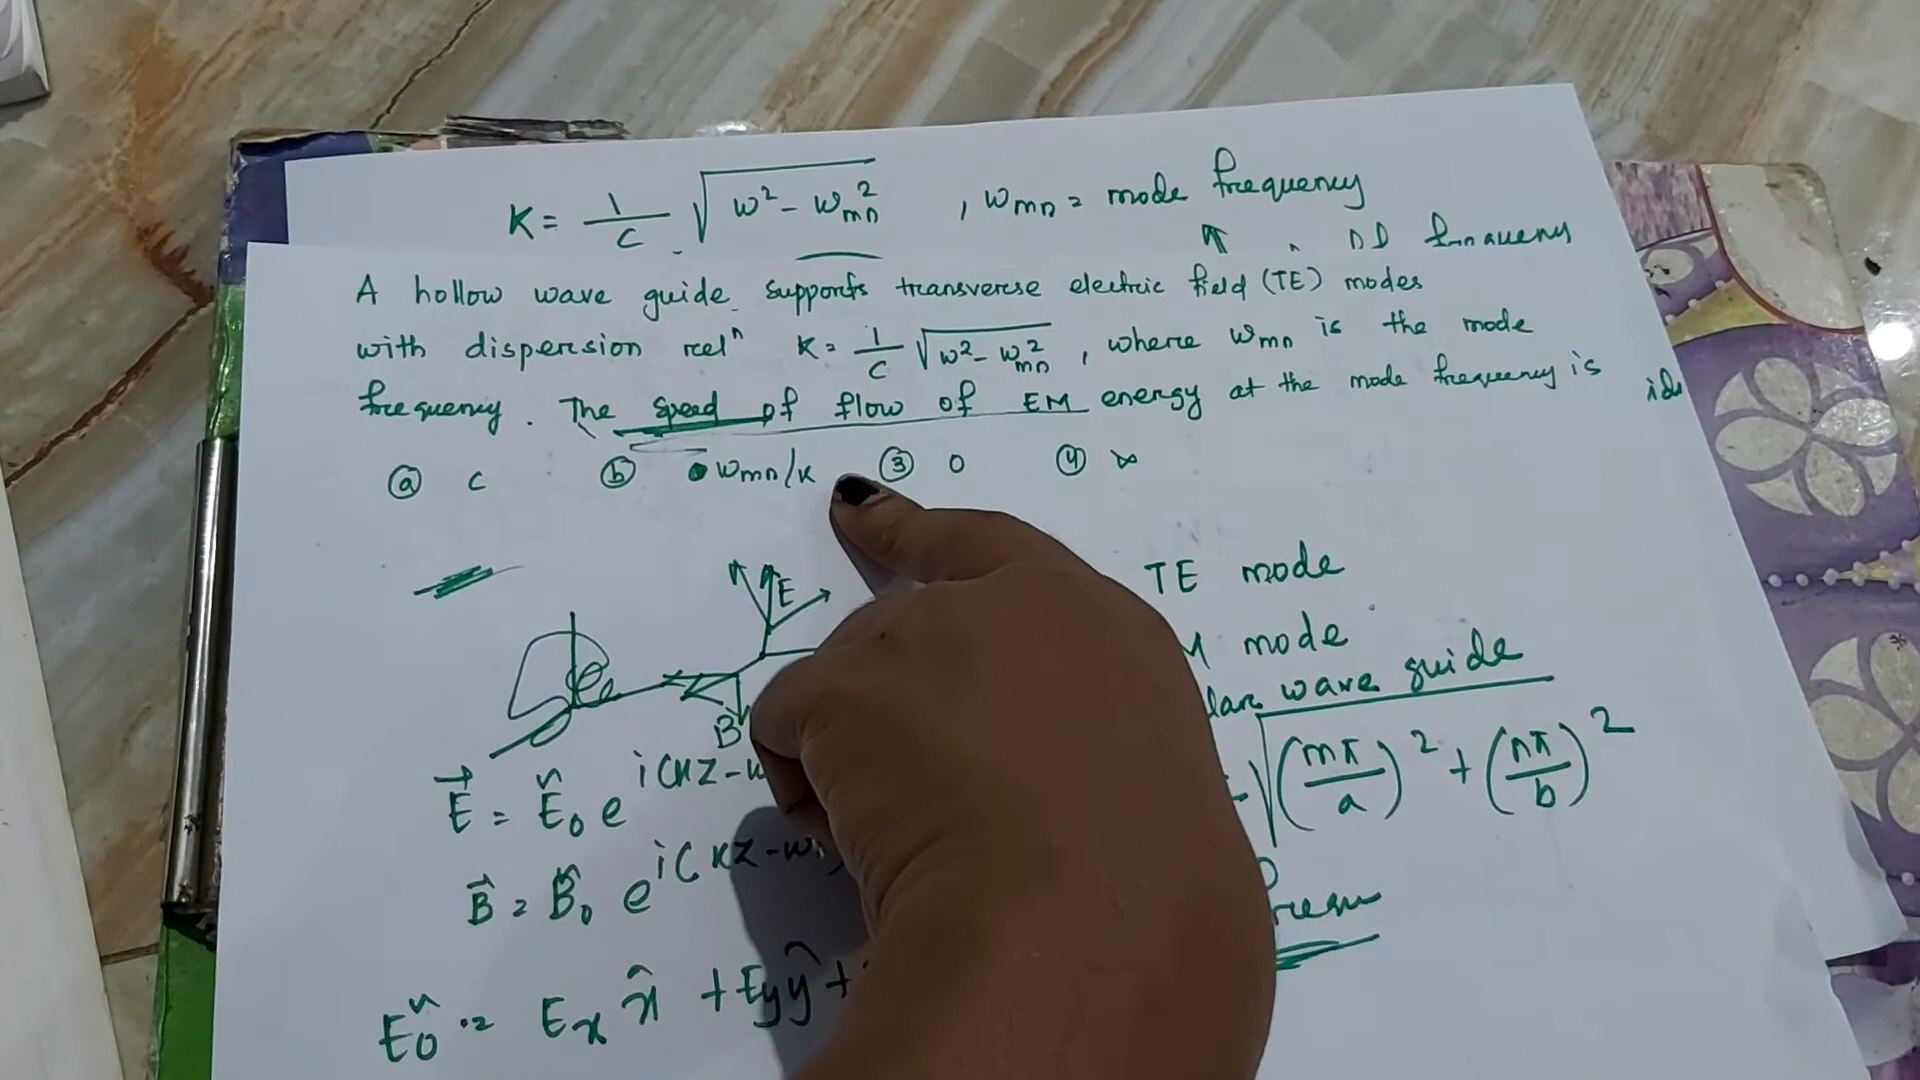 K = 1/C √(ω² - ω²mn) , ωmn = mode frequency
A hollow wave guide supports transverse electric field (TE) modes
with dispersion relⁿ K = 1/C √(ω² - ω²mn) , where ωmn is the mode
frequency. The speed of flow of EM energy at the mode frequency is
ⓐ C ⓑ ωmn/K ③ 0 ④ ∞
TE mode
mode
wave guide
E
B
√((mπ/a)² + (nπ/b)²)
E⃗ = Ẽ₀ e^i(KZ-ω
B⃗ = B̃₀ e^i(KZ-ω
Ẽ₀ = Ex x̂ + Ey ŷ +